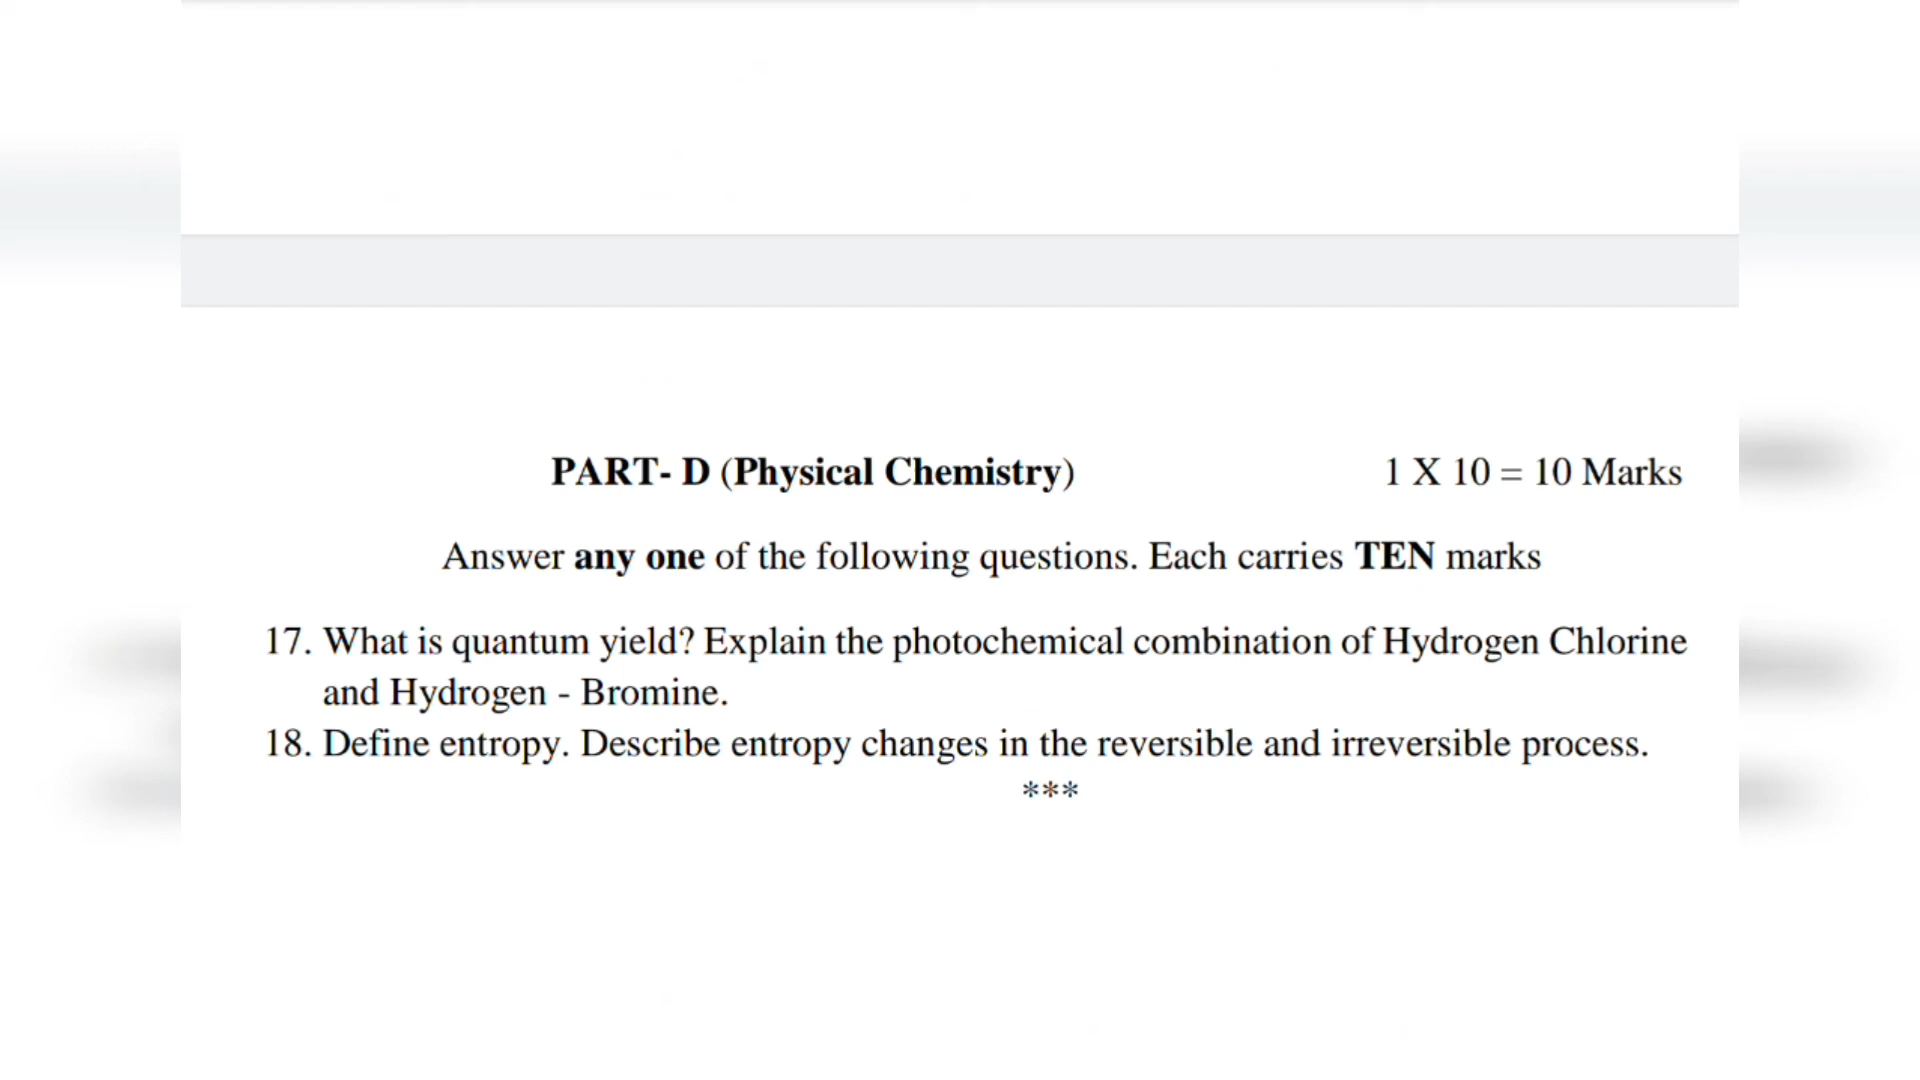 PART- D (Physical Chemistry) 1 X 10 = 10 Marks
Answer any one of the following questions. Each carries TEN marks
17. What is quantum yield? Explain the photochemical combination of Hydrogen Chlorine
and Hydrogen - Bromine.
18. Define entropy. Describe entropy changes in the reversible and irreversible process.
***